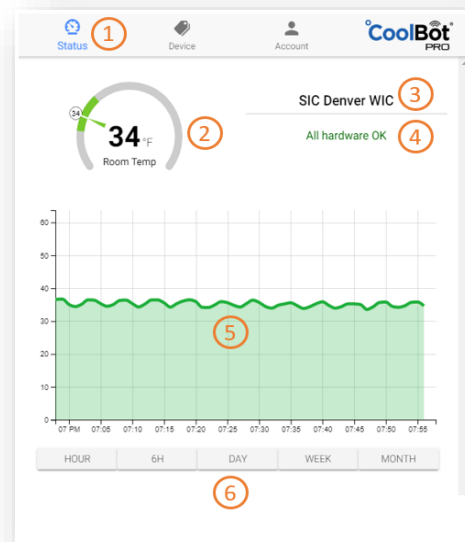 Status
1
Device
Account
°CoolBot
PRO
34
34 °F
Room Temp
2
SIC Denver WIC
3
All hardware OK
4
60
50
40
30
20
10
0
5
07 PM 07:05 07:10 07:15 07:20 07:25 07:30 07:35 07:40 07:45 07:50 07:55
HOUR 6H DAY WEEK MONTH
6